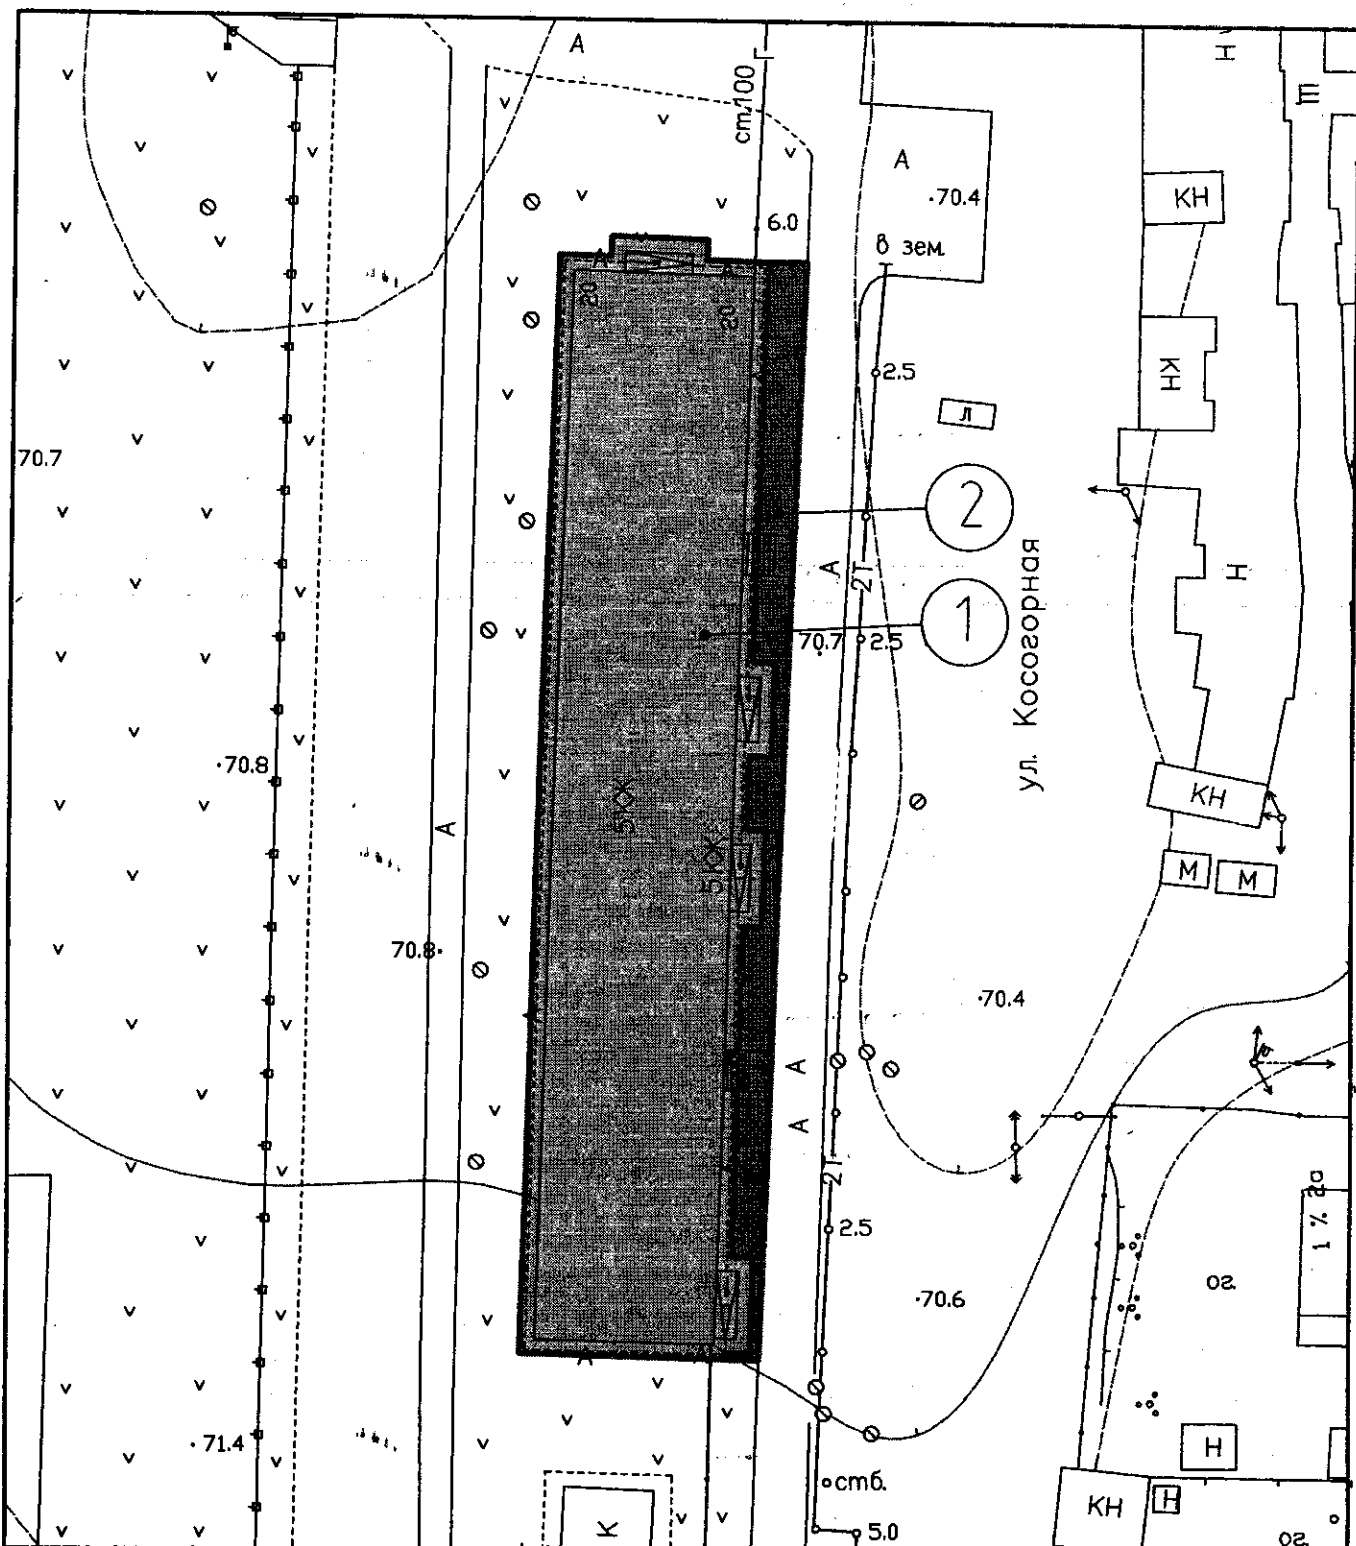 А
Г
ст.100
Н
Ш
А
70.4
КН
6.0
в зем.
А
А
20
20
КН
2.5
Л
70.7
2
Н
А
2Т
ул. Косогорная
1
70.7
2.5
70.8
5КЖ
КН
А
5КЖ
М
М
70.8
70.4
А
А
А
2Т
2.5
1 % 20
ог.
70.6
А
А
71.4
Н
стб.
К
КН
Н
5.0
ог.